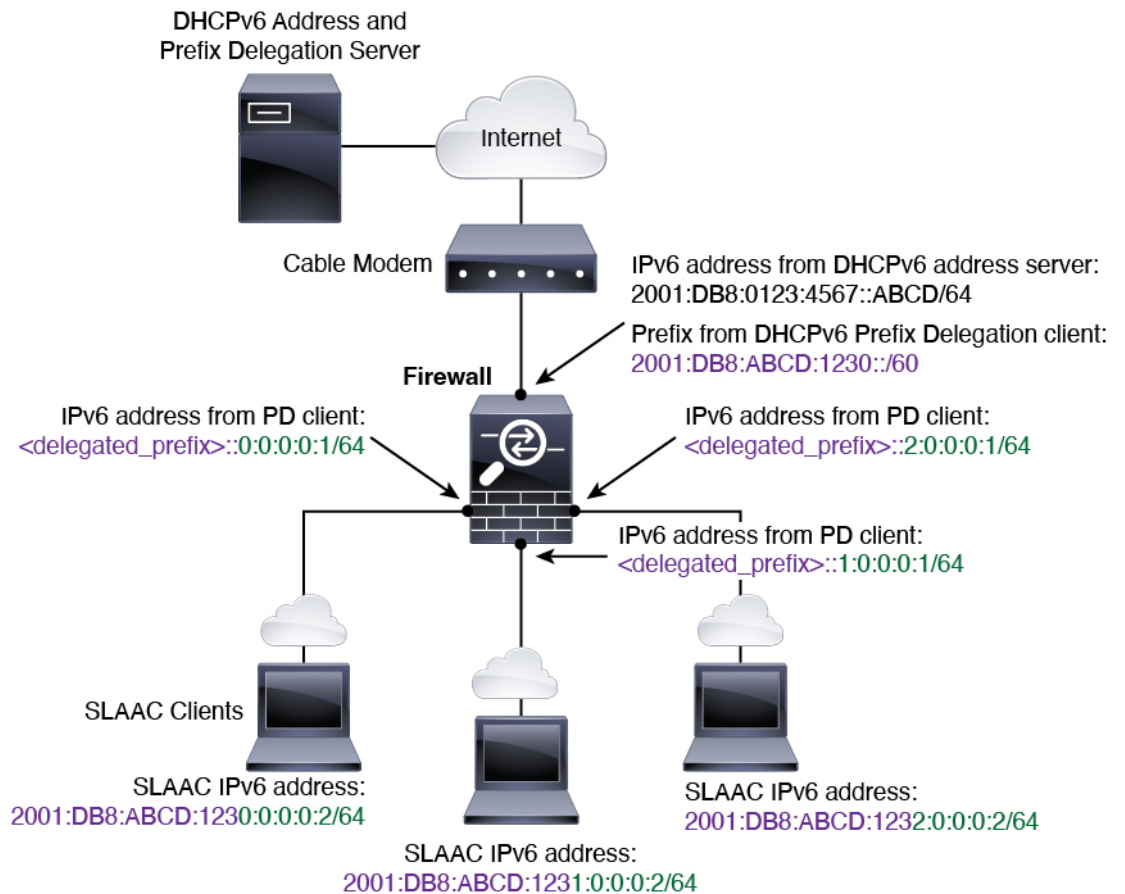 DHCPv6 Address and
Prefix Delegation Server
Internet
Cable Modem
IPv6 address from DHCPv6 address server:
2001:DB8:0123:4567::ABCD/64
Prefix from DHCPv6 Prefix Delegation client:
2001:DB8:ABCD:1230::/60
Firewall
IPv6 address from PD client:
<delegated_prefix>::0:0:0:0:1/64
IPv6 address from PD client:
<delegated_prefix>::2:0:0:0:1/64
IPv6 address from PD client:
<delegated_prefix>::1:0:0:0:1/64
SLAAC Clients
SLAAC IPv6 address:
2001:DB8:ABCD:1230:0:0:0:2/64
SLAAC IPv6 address:
2001:DB8:ABCD:1232:0:0:0:2/64
SLAAC IPv6 address:
2001:DB8:ABCD:1231:0:0:0:2/64